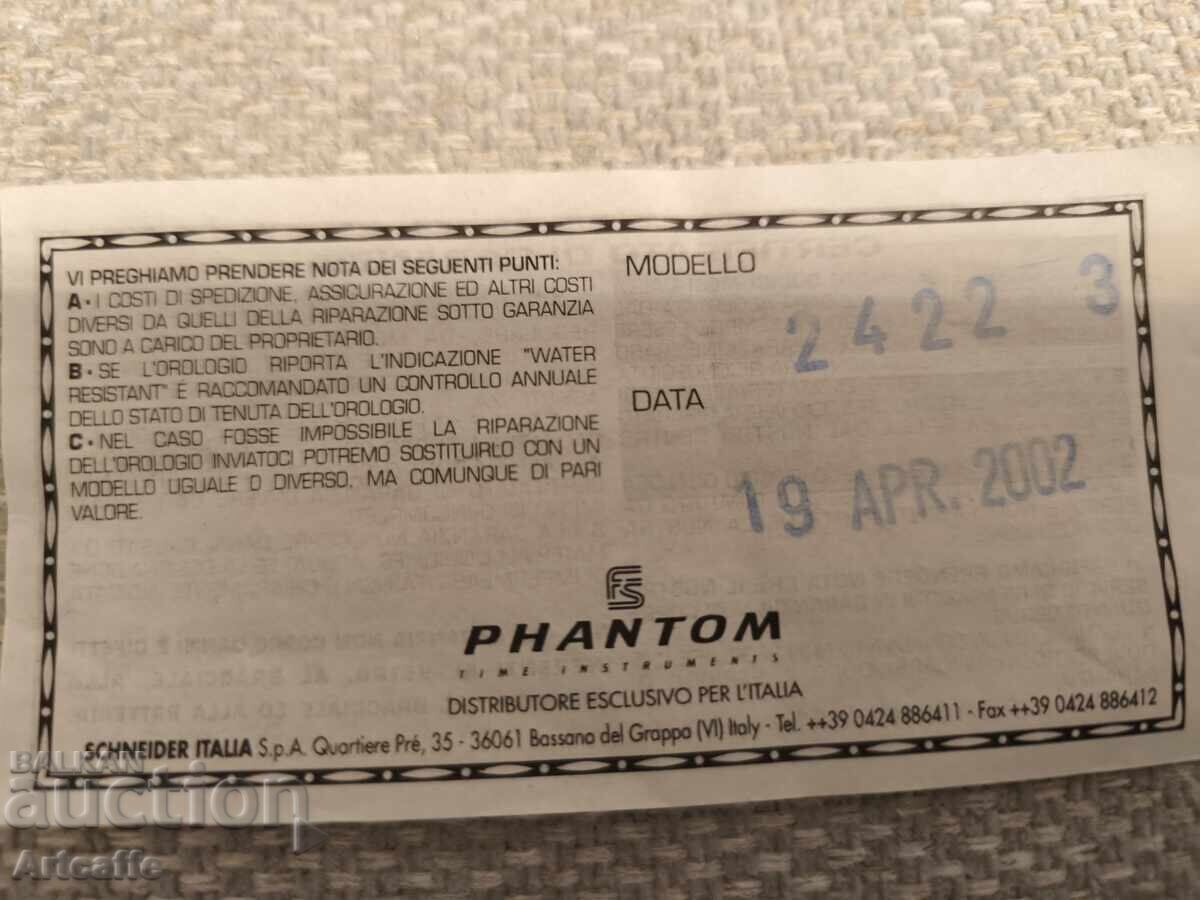 VI PREGHIAMO PRENDERE NOTA DEI SEGUENTI PUNTI:
A • I COSTI DI SPEDIZIONE, ASSICURAZIONE ED ALTRI COSTI
DIVERSI DA QUELLI DELLA RIPARAZIONE SOTTO GARANZIA
SONO A CARICO DEL PROPRIETARIO.
B • SE L'OROLOGIO RIPORTA L'INDICAZIONE "WATER
RESISTANT" È RACCOMANDATO UN CONTROLLO ANNUALE
DELLO STATO DI TENUTA DELL'OROLOGIO.
C • NEL CASO FOSSE IMPOSSIBILE LA RIPARAZIONE
DELL'OROLOGIO INVIATOCI POTREMO SOSTITUIRLO CON UN
MODELLO UGUALE O DIVERSO, MA COMUNQUE DI PARI
VALORE.
MODELLO
2422 3
DATA
19 APR. 2002
FS
PHANTOM
TIME INSTRUMENTS
DISTRIBUTORE ESCLUSIVO PER L'ITALIA
SCHNEIDER ITALIA S.p.A. Quartiere Pré, 35 - 36061 Bassano del Grappa (VI) Italy - Tel. ++39 0424 886411 - Fax ++39 0424 886412
BALKAN
auction
Artcaffe